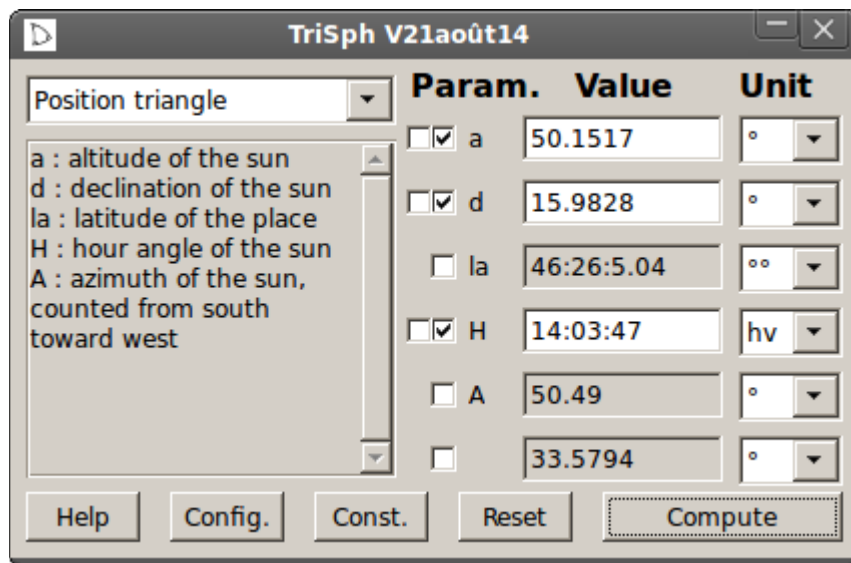 TriSph V21août14
Position triangle
Param. Value Unit
a : altitude of the sun
d : declination of the sun
la : latitude of the place
H : hour angle of the sun
A : azimuth of the sun,
counted from south
toward west
a 50.1517 °
d 15.9828 °
la 46:26:5.04 °°
H 14:03:47 hv
A 50.49 °
33.5794 °
Help Config. Const. Reset Compute